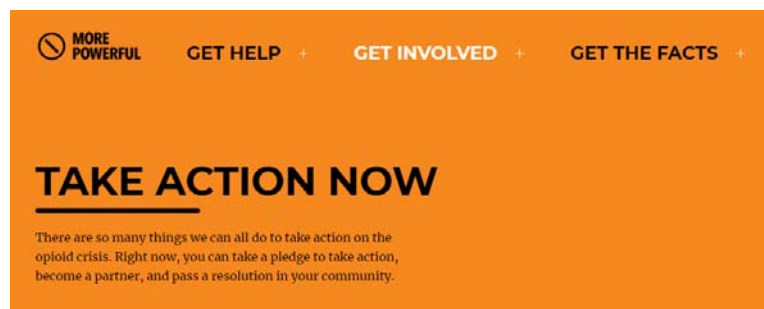 MORE
POWERFUL
GET HELP + GET INVOLVED + GET THE FACTS +
TAKE ACTION NOW
There are so many things we can all do to take action on the
opioid crisis. Right now, you can take a pledge to take action,
become a partner, and pass a resolution in your community.